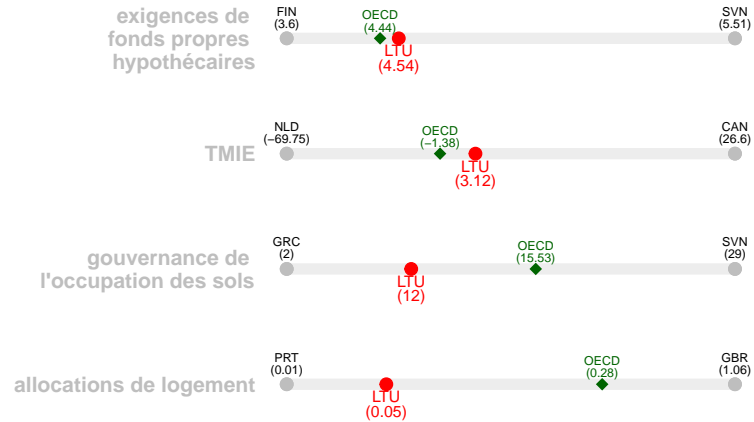 exigences de
fonds propres
hypothécaires
FIN
(3.6)
OECD
(4.44)
LTU
(4.54)
SVN
(5.51)
TMIE
NLD
(−69.75)
OECD
(−1.38)
LTU
(3.12)
CAN
(26.6)
gouvernance de
l'occupation des sols
GRC
(2)
LTU
(12)
OECD
(15.53)
SVN
(29)
allocations de logement
PRT
(0.01)
LTU
(0.05)
OECD
(0.28)
GBR
(1.06)